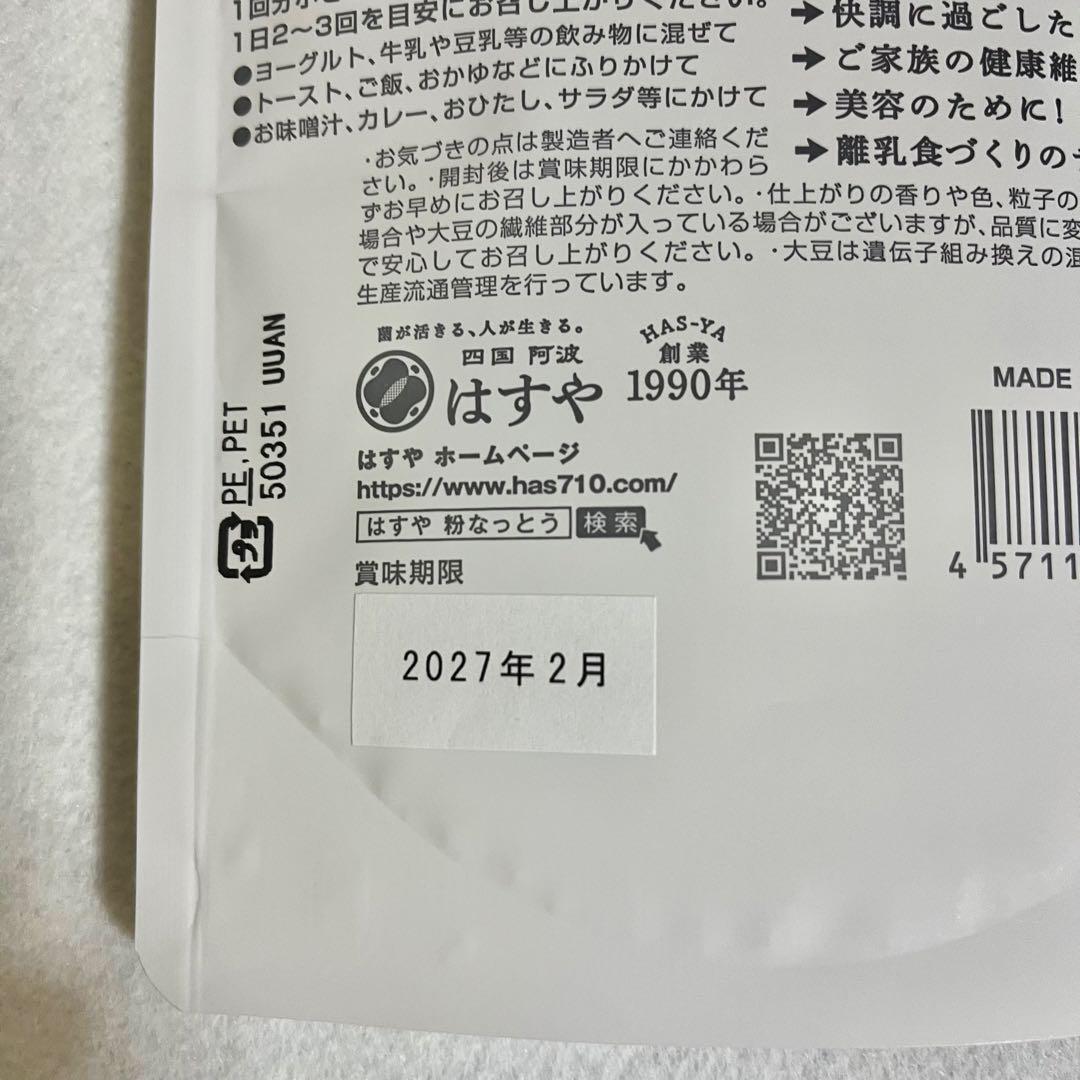 1日2〜3回を目安にお召し上がりください。
●ヨーグルト、牛乳や豆乳等の飲み物に混ぜて
●トースト、ご飯、おかゆなどにふりかけて
●お味噌汁、カレー、おひたし、サラダ等にかけて
➔快調に過ごした
➔ご家族の健康維
➔美容のために!
➔離乳食づくりの
・お気づきの点は製造者へご連絡くだ
さい。・開封後は賞味期限にかかわら
ずお早めにお召し上がりください。・仕上がりの香りや色、粒子の
場合や大豆の繊維部分が入っている場合がございますが、品質に変
で安心してお召し上がりください。・大豆は遺伝子組み換えの混
生産流通管理を行っています。
菌が活きる、人が生きる。
四国 阿波
はすや
HAS-YA
創業
1990年
はすや ホームページ
https://www.has710.com/
はすや 粉なっとう 検索
賞味期限
2027年2月
プラ
PE,PET
50351 UUAN
MADE
4 5711